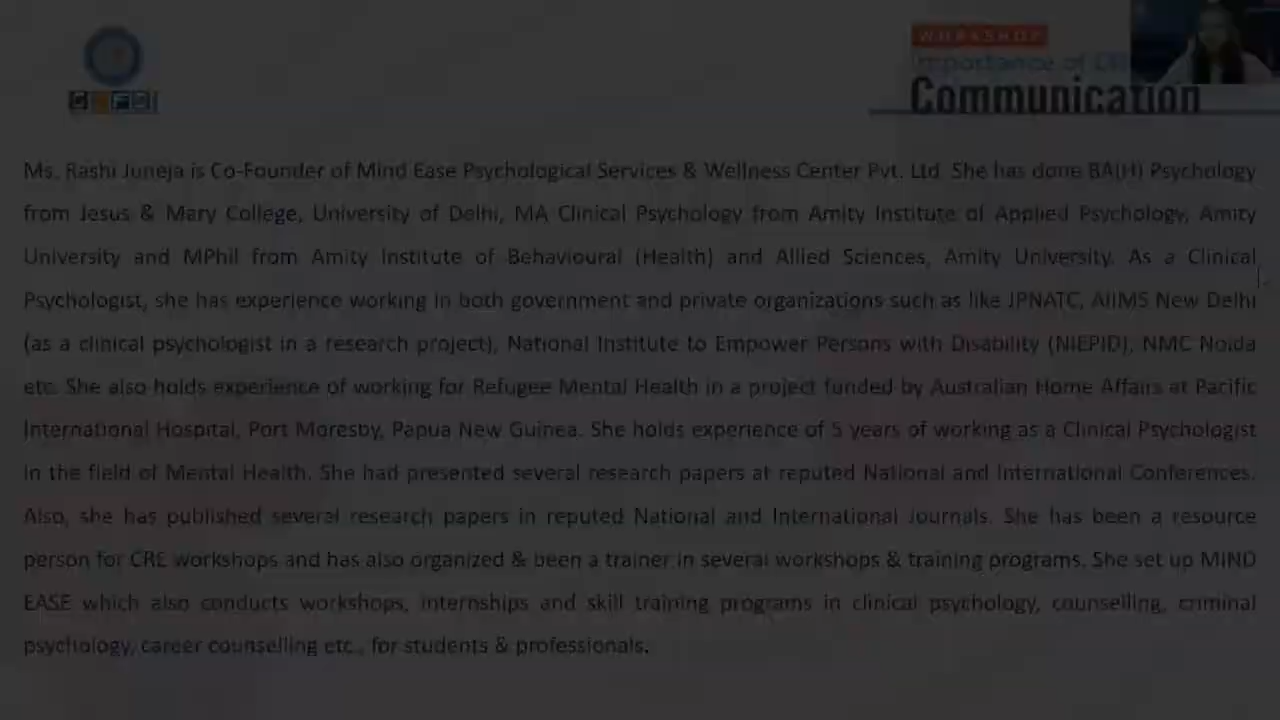 WORKSHOP
Importance of
Communication
Ms. Rashi Juneja is Co-Founder of Mind Ease Psychological Services & Wellness Center Pvt. Ltd. She has done BA(H) Psychology
from Jesus & Mary College, University of Delhi, MA Clinical Psychology from Amity Institute of Applied Psychology, Amity
University and MPhil from Amity Institute of Behavioural (Health) and Allied Sciences, Amity University. As a Clinical
Psychologist, she has experience working in both government and private organizations such as like JPNATC, AIIMS New Delhi
(as a clinical psychologist in a research project), National Institute to Empower Persons with Disability (NIEPID), NMC Noida
etc. She also holds experience of working for Refugee Mental Health in a project funded by Australian Home Affairs at Pacific
International Hospital, Port Moresby, Papua New Guinea. She holds experience of 5 years of working as a Clinical Psychologist
in the field of Mental Health. She had presented several research papers at reputed National and International Conferences.
Also, she has published several research papers in reputed National and International Journals. She has been a resource
person for CRE workshops and has also organized & been a trainer in several workshops & training programs. She set up MIND
EASE which also conducts workshops, internships and skill training programs in clinical psychology, counselling, criminal
psychology, career counselling etc., for students & professionals.